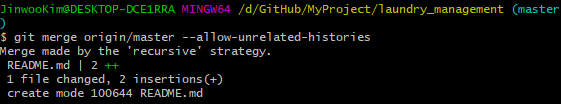 JinwooKim@DESKTOP-DCE1RRA MINGW64 /d/GitHub/MyProject/laundry_management (master
)
$ git merge origin/master --allow-unrelated-histories
Merge made by the 'recursive' strategy.
 README.md | 2 ++
 1 file changed, 2 insertions(+)
 create mode 100644 README.md